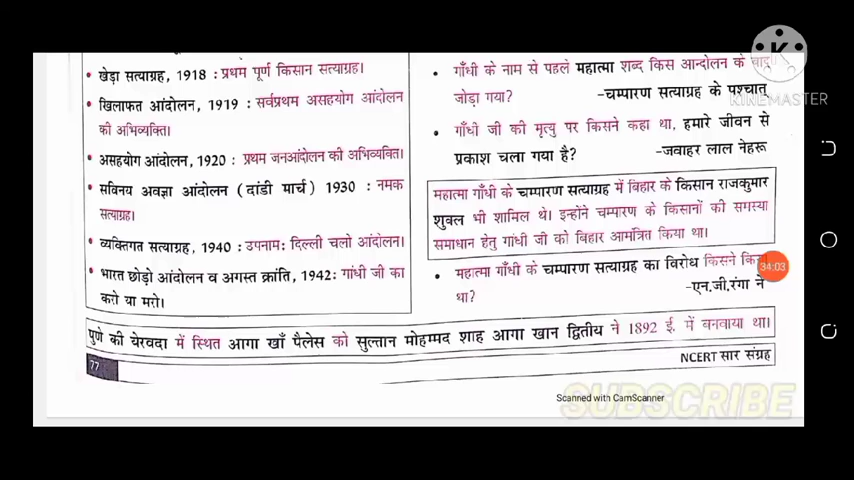 खेड़ा सत्याग्रह, 1918 : प्रथम पूर्ण किसान सत्याग्रह।
खिलाफत आंदोलन, 1919 : सर्वप्रथम असहयोग आंदोलन
की अभिव्यक्ति।
असहयोग आंदोलन, 1920 : प्रथम जनआंदोलन की अभिव्यक्ति।
सविनय अवज्ञा आंदोलन (दांडी मार्च) 1930 : नमक
सत्याग्रह।
व्यक्तिगत सत्याग्रह, 1940 : उपनाम: दिल्ली चलो आंदोलन।
भारत छोड़ो आंदोलन व अगस्त क्रांति, 1942: गांधी जी का
करो या मरो।
गाँधी के नाम से पहले महात्मा शब्द किस आन्दोलन के बाद
जोड़ा गया?
-चम्पारण सत्याग्रह के पश्चात्
गाँधी जी की मृत्यु पर किसने कहा था, हमारे जीवन से
प्रकाश चला गया है?
-जवाहर लाल नेहरू
महात्मा गाँधी के चम्पारण सत्याग्रह में बिहार के किसान राजकुमार
शुक्ल भी शामिल थे। इन्होंने चम्पारण के किसानों की समस्या
समाधान हेतु गांधी जी को बिहार आमंत्रित किया था।
महात्मा गाँधी के चम्पारण सत्याग्रह का विरोध किसने
था?
-एन.जी.रंगा ने
पुणे की येरवदा में स्थित आगा खाँ पैलेस को सुल्तान मोहम्मद शाह आगा खान द्वितीय ने 1892 ई. में बनवाया था।
77
NCERT सार संग्रह
Scanned with CamScanner
SUBSCRIBE
KINEMASTER
34:03